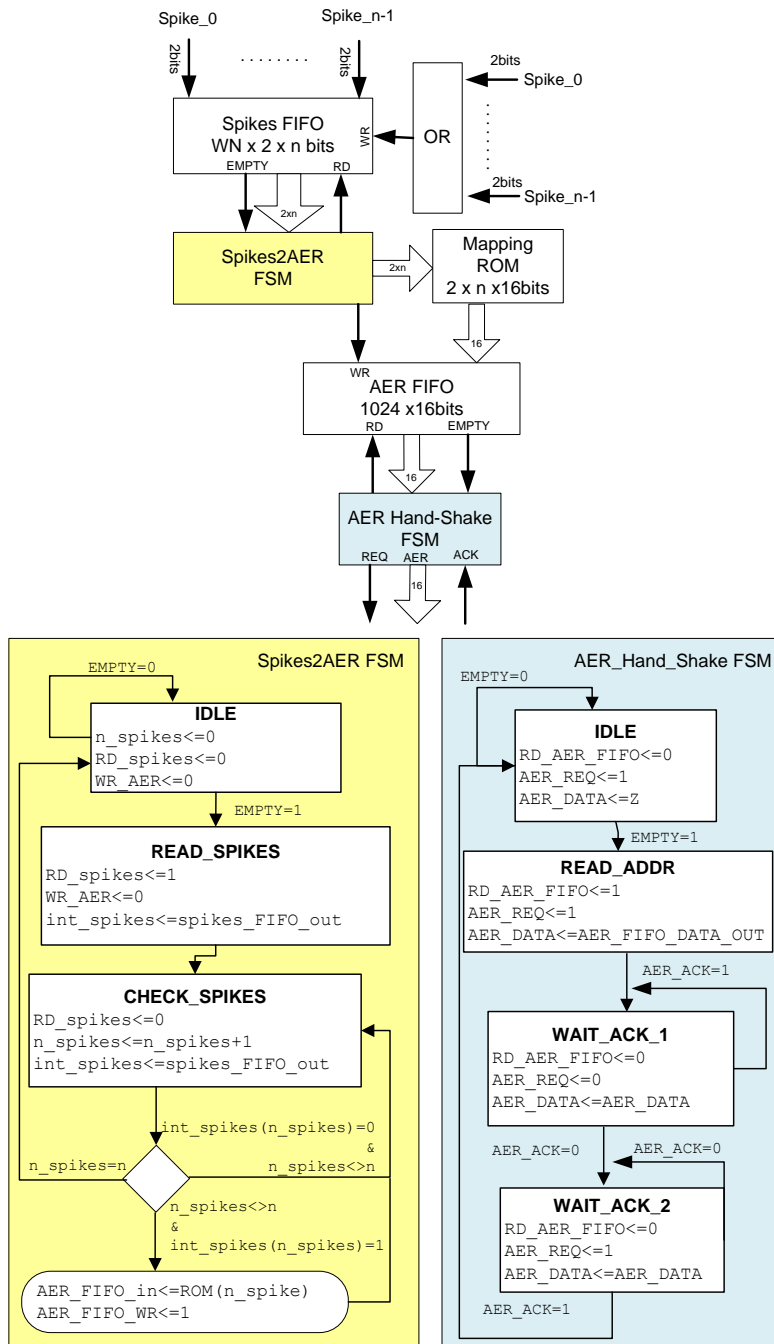 Spike_0
Spike_n-1
2bits
. . . . . . . .
2bits
2bits
Spike_0
Spikes FIFO
WN x 2 x n bits
WR
OR
EMPTY
RD
2bits
Spike_n-1
2xn
Spikes2AER
FSM
2xn
Mapping
ROM
2 x n x16bits
16
WR
AER FIFO
1024 x16bits
RD
EMPTY
16
AER Hand-Shake
FSM
REQ
AER
ACK
16
Spikes2AER FSM
EMPTY=0
IDLE
n_spikes<=0
RD_spikes<=0
WR_AER<=0
EMPTY=1
READ_SPIKES
RD_spikes<=1
WR_AER<=0
int_spikes<=spikes_FIFO_out
CHECK_SPIKES
RD_spikes<=0
n_spikes<=n_spikes+1
int_spikes<=spikes_FIFO_out
int_spikes(n_spikes)=0
&
n_spikes<>n
n_spikes=n
n_spikes<>n
&
int_spikes(n_spikes)=1
AER_FIFO_in<=ROM(n_spike)
AER_FIFO_WR<=1
AER_Hand_Shake FSM
EMPTY=0
IDLE
RD_AER_FIFO<=0
AER_REQ<=1
AER_DATA<=Z
EMPTY=1
READ_ADDR
RD_AER_FIFO<=1
AER_REQ<=1
AER_DATA<=AER_FIFO_DATA_OUT
AER_ACK=1
WAIT_ACK_1
RD_AER_FIFO<=0
AER_REQ<=0
AER_DATA<=AER_DATA
AER_ACK=0
AER_ACK=0
WAIT_ACK_2
RD_AER_FIFO<=0
AER_REQ<=1
AER_DATA<=AER_DATA
AER_ACK=1